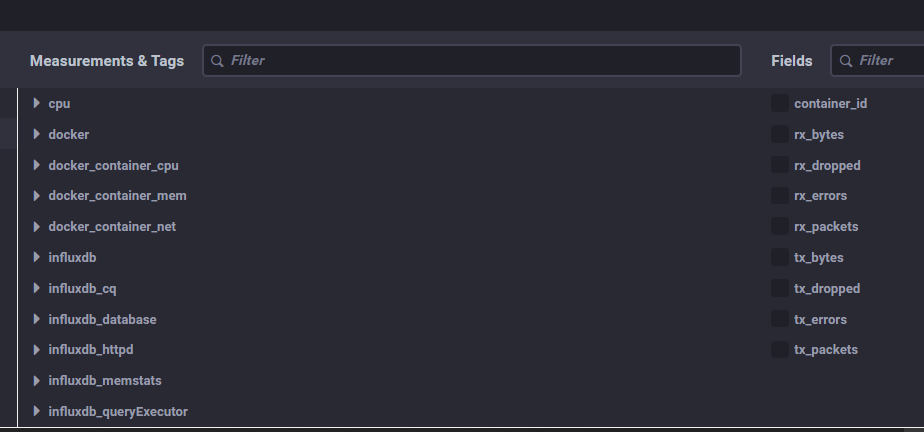 Measurements & Tags
Filter
Fields
Filter
cpu
docker
docker_container_cpu
docker_container_mem
docker_container_net
influxdb
influxdb_cq
influxdb_database
influxdb_httpd
influxdb_memstats
influxdb_queryExecutor
container_id
rx_bytes
rx_dropped
rx_errors
rx_packets
tx_bytes
tx_dropped
tx_errors
tx_packets